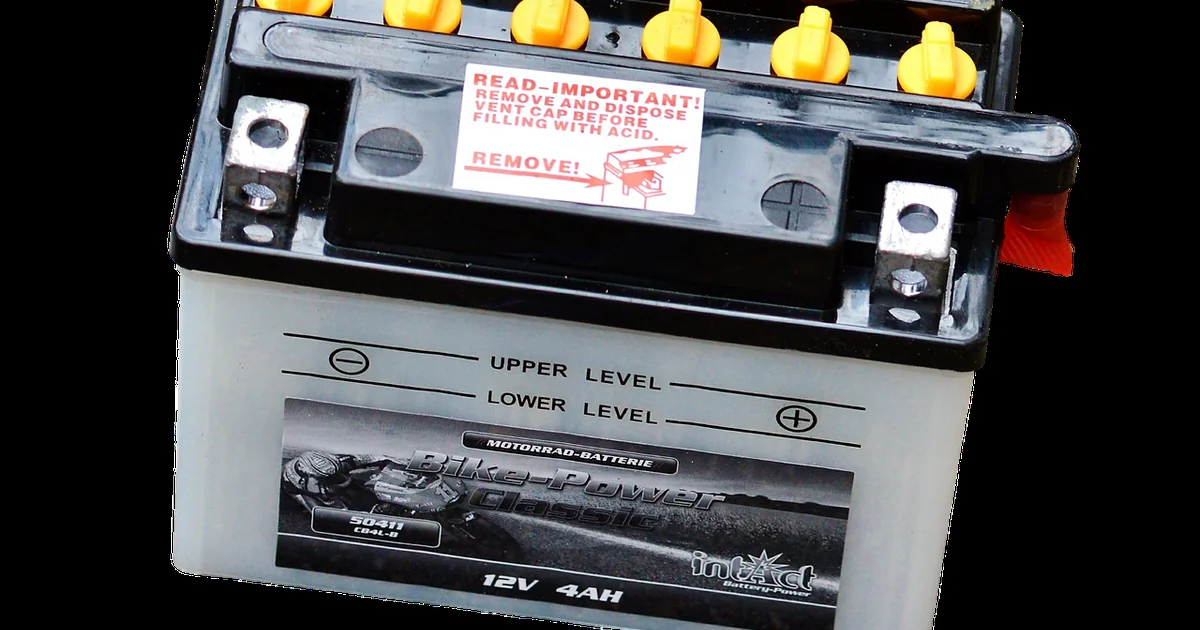 READ-IMPORTANT!
REMOVE AND DISPOSE
VENT CAP BEFORE
FILLING WITH ACID.
REMOVE!
UPPER LEVEL
LOWER LEVEL
MOTORRAD-BATTERIE
Bike-Power
Classic
50411
CB4L-B
intAct
Battery-Power
12V 4AH